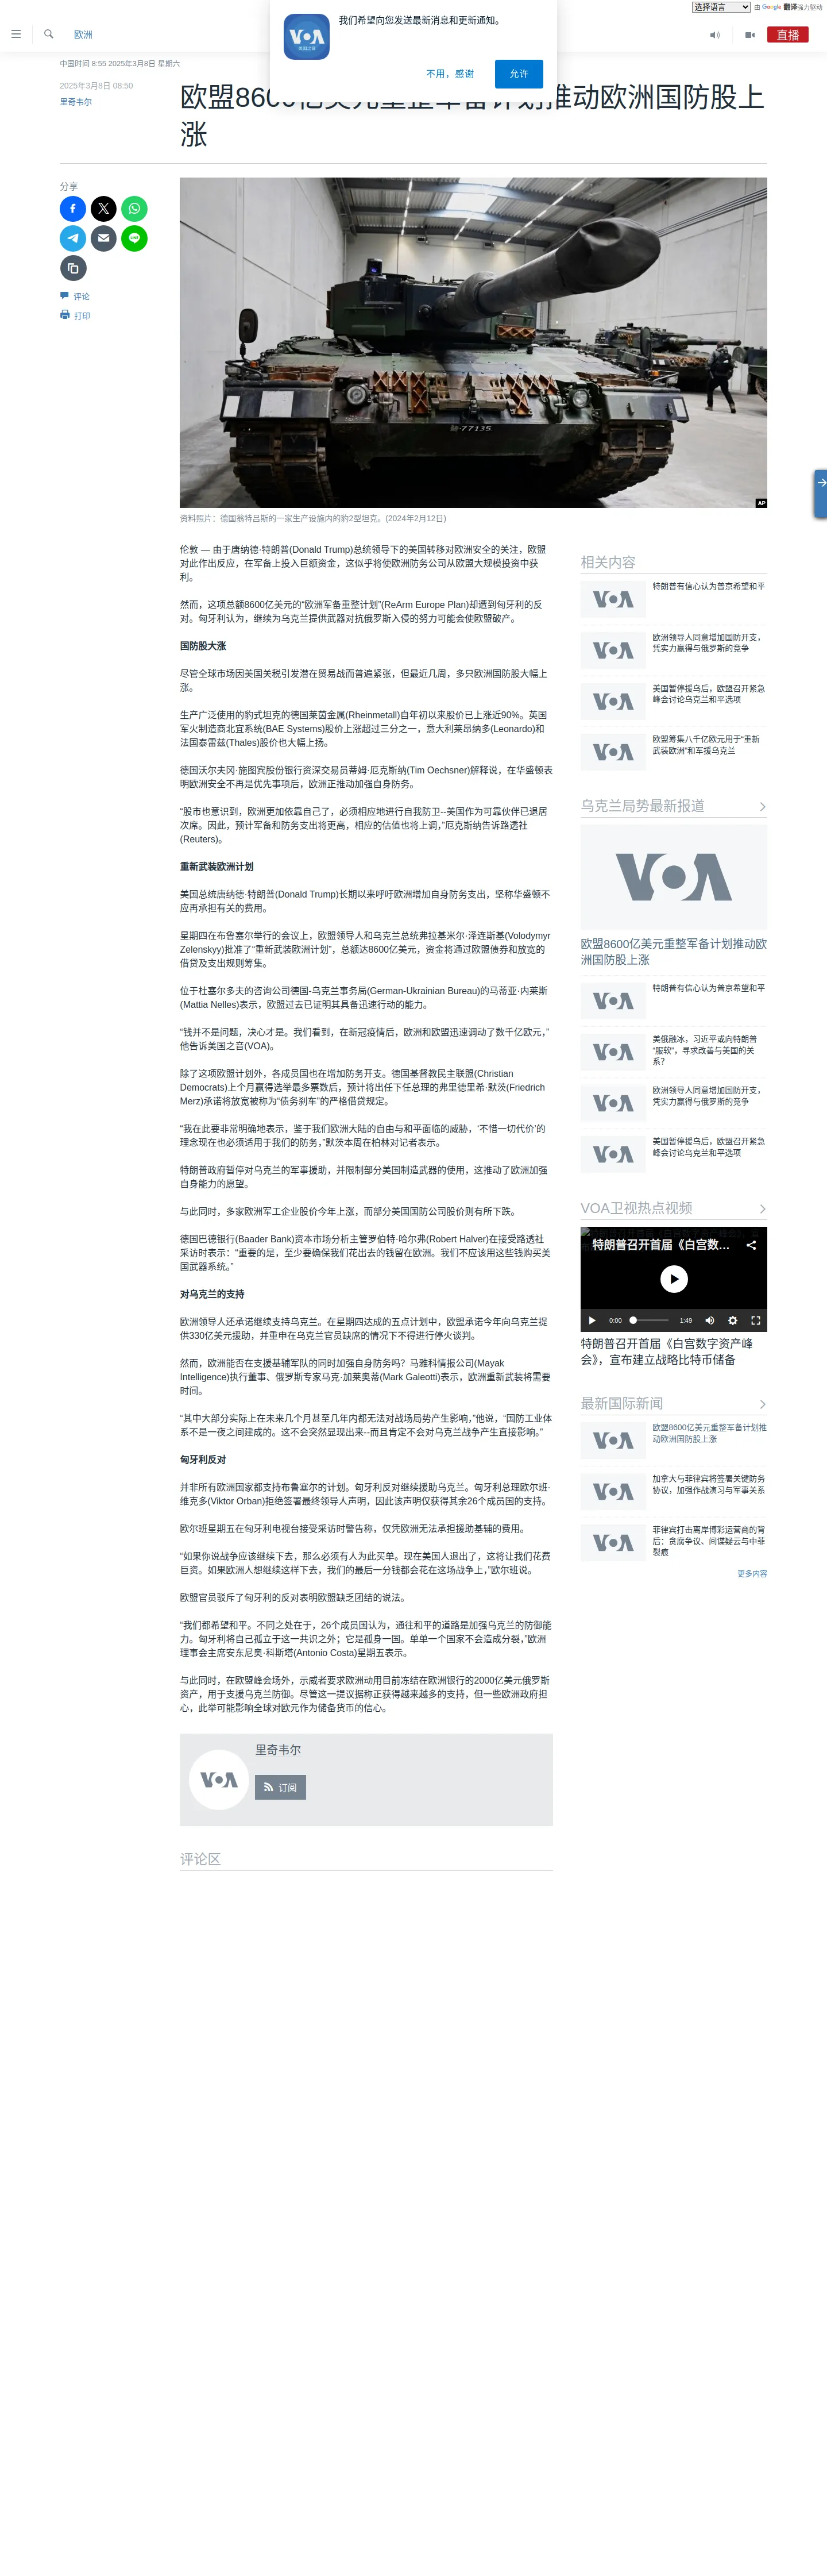 选择语言 由 Google 翻译强力驱动
我们希望向您发送最新消息和更新通知。
不用，感谢
允许
欧洲
直播
中国时间 8:55 2025年3月8日 星期六
2025年3月8日 08:50
里奇韦尔
欧盟8600亿美元重整军备计划推动欧洲国防股上
涨
分享
评论
打印
AP
资料照片：德国翁特吕斯的一家生产设施内的豹2型坦克。(2024年2月12日)
伦敦 — 由于唐纳德·特朗普(Donald Trump)总统领导下的美国转移对欧洲安全的关注，欧盟
对此作出反应，在军备上投入巨额资金，这似乎将使欧洲防务公司从欧盟大规模投资中获
利。
然而，这项总额8600亿美元的“欧洲军备重整计划”(ReArm Europe Plan)却遭到匈牙利的反
对。匈牙利认为，继续为乌克兰提供武器对抗俄罗斯入侵的努力可能会使欧盟破产。
国防股大涨
尽管全球市场因美国关税引发潜在贸易战而普遍紧张，但最近几周，多只欧洲国防股大幅上
涨。
生产广泛使用的豹式坦克的德国莱茵金属(Rheinmetall)自年初以来股价已上涨近90%。英国
军火制造商北宜系统(BAE Systems)股价上涨超过三分之一，意大利莱昂纳多(Leonardo)和
法国泰雷兹(Thales)股价也大幅上扬。
德国沃尔夫冈·施图宾股份银行资深交易员蒂姆·厄克斯纳(Tim Oechsner)解释说，在华盛顿表
明欧洲安全不再是优先事项后，欧洲正推动加强自身防务。
“股市也意识到，欧洲更加依靠自己了，必须相应地进行自我防卫--美国作为可靠伙伴已退居
次席。因此，预计军备和防务支出将更高，相应的估值也将上调，”厄克斯纳告诉路透社
(Reuters)。
重新武装欧洲计划
美国总统唐纳德·特朗普(Donald Trump)长期以来呼吁欧洲增加自身防务支出，坚称华盛顿不
应再承担有关的费用。
星期四在布鲁塞尔举行的会议上，欧盟领导人和乌克兰总统弗拉基米尔·泽连斯基(Volodymyr
Zelenskyy)批准了“重新武装欧洲计划”，总额达8600亿美元，资金将通过欧盟债券和放宽的
借贷及支出规则筹集。
位于杜塞尔多夫的咨询公司德国-乌克兰事务局(German-Ukrainian Bureau)的马蒂亚·内莱斯
(Mattia Nelles)表示，欧盟过去已证明其具备迅速行动的能力。
“钱并不是问题，决心才是。我们看到，在新冠疫情后，欧洲和欧盟迅速调动了数千亿欧元，”
他告诉美国之音(VOA)。
除了这项欧盟计划外，各成员国也在增加防务开支。德国基督教民主联盟(Christian
Democrats)上个月赢得选举最多票数后，预计将出任下任总理的弗里德里希·默茨(Friedrich
Merz)承诺将放宽被称为“债务刹车”的严格借贷规定。
“我在此要非常明确地表示，鉴于我们欧洲大陆的自由与和平面临的威胁，‘不惜一切代价’的
理念现在也必须适用于我们的防务，”默茨本周在柏林对记者表示。
特朗普政府暂停对乌克兰的军事援助，并限制部分美国制造武器的使用，这推动了欧洲加强
自身能力的愿望。
与此同时，多家欧洲军工企业股价今年上涨，而部分美国国防公司股价则有所下跌。
德国巴德银行(Baader Bank)资本市场分析主管罗伯特·哈尔弗(Robert Halver)在接受路透社
采访时表示：“重要的是，至少要确保我们花出去的钱留在欧洲。我们不应该用这些钱购买美
国武器系统。”
对乌克兰的支持
欧洲领导人还承诺继续支持乌克兰。在星期四达成的五点计划中，欧盟承诺今年向乌克兰提
供330亿美元援助，并重申在乌克兰官员缺席的情况下不得进行停火谈判。
然而，欧洲能否在支援基辅军队的同时加强自身防务吗？马雅科情报公司(Mayak
Intelligence)执行董事、俄罗斯专家马克·加莱奥蒂(Mark Galeotti)表示，欧洲重新武装将需要
时间。
“其中大部分实际上在未来几个月甚至几年内都无法对战场局势产生影响，”他说，“国防工业体
系不是一夜之间建成的。这不会突然显现出来--而且肯定不会对乌克兰战争产生直接影响。”
匈牙利反对
并非所有欧洲国家都支持布鲁塞尔的计划。匈牙利反对继续援助乌克兰。匈牙利总理欧尔班·
维克多(Viktor Orban)拒绝签署最终领导人声明，因此该声明仅获得其余26个成员国的支持。
欧尔班星期五在匈牙利电视台接受采访时警告称，仅凭欧洲无法承担援助基辅的费用。
“如果你说战争应该继续下去，那么必须有人为此买单。现在美国人退出了，这将让我们花费
巨资。如果欧洲人想继续这样下去，我们的最后一分钱都会花在这场战争上，”欧尔班说。
欧盟官员驳斥了匈牙利的反对表明欧盟缺乏团结的说法。
“我们都希望和平。不同之处在于，26个成员国认为，通往和平的道路是加强乌克兰的防御能
力。匈牙利将自己孤立于这一共识之外；它是孤身一国。单单一个国家不会造成分裂，”欧洲
理事会主席安东尼奥·科斯塔(Antonio Costa)星期五表示。
与此同时，在欧盟峰会场外，示威者要求欧洲动用目前冻结在欧洲银行的2000亿美元俄罗斯
资产，用于支援乌克兰防御。尽管这一提议据称正获得越来越多的支持，但一些欧洲政府担
心，此举可能影响全球对欧元作为储备货币的信心。
里奇韦尔
订阅
评论区
相关内容
特朗普有信心认为普京希望和平
欧洲领导人同意增加国防开支，
凭实力赢得与俄罗斯的竞争
美国暂停援乌后，欧盟召开紧急
峰会讨论乌克兰和平选项
欧盟筹集八千亿欧元用于“重新
武装欧洲”和军援乌克兰
乌克兰局势最新报道
VOA
欧盟8600亿美元重整军备计划推动欧
洲国防股上涨
特朗普有信心认为普京希望和平
美俄融冰，习近平或向特朗普
“服软”，寻求改善与美国的关
系？
欧洲领导人同意增加国防开支，
凭实力赢得与俄罗斯的竞争
美国暂停援乌后，欧盟召开紧急
峰会讨论乌克兰和平选项
VOA卫视热点视频
特朗普召开首届《白宫数...
0:00
1:49
特朗普召开首届《白宫数字资产峰
会》，宣布建立战略比特币储备
最新国际新闻
欧盟8600亿美元重整军备计划推
动欧洲国防股上涨
加拿大与菲律宾将签署关键防务
协议，加强作战演习与军事关系
菲律宾打击离岸博彩运营商的背
后：贪腐争议、间谍疑云与中菲
裂痕
更多内容